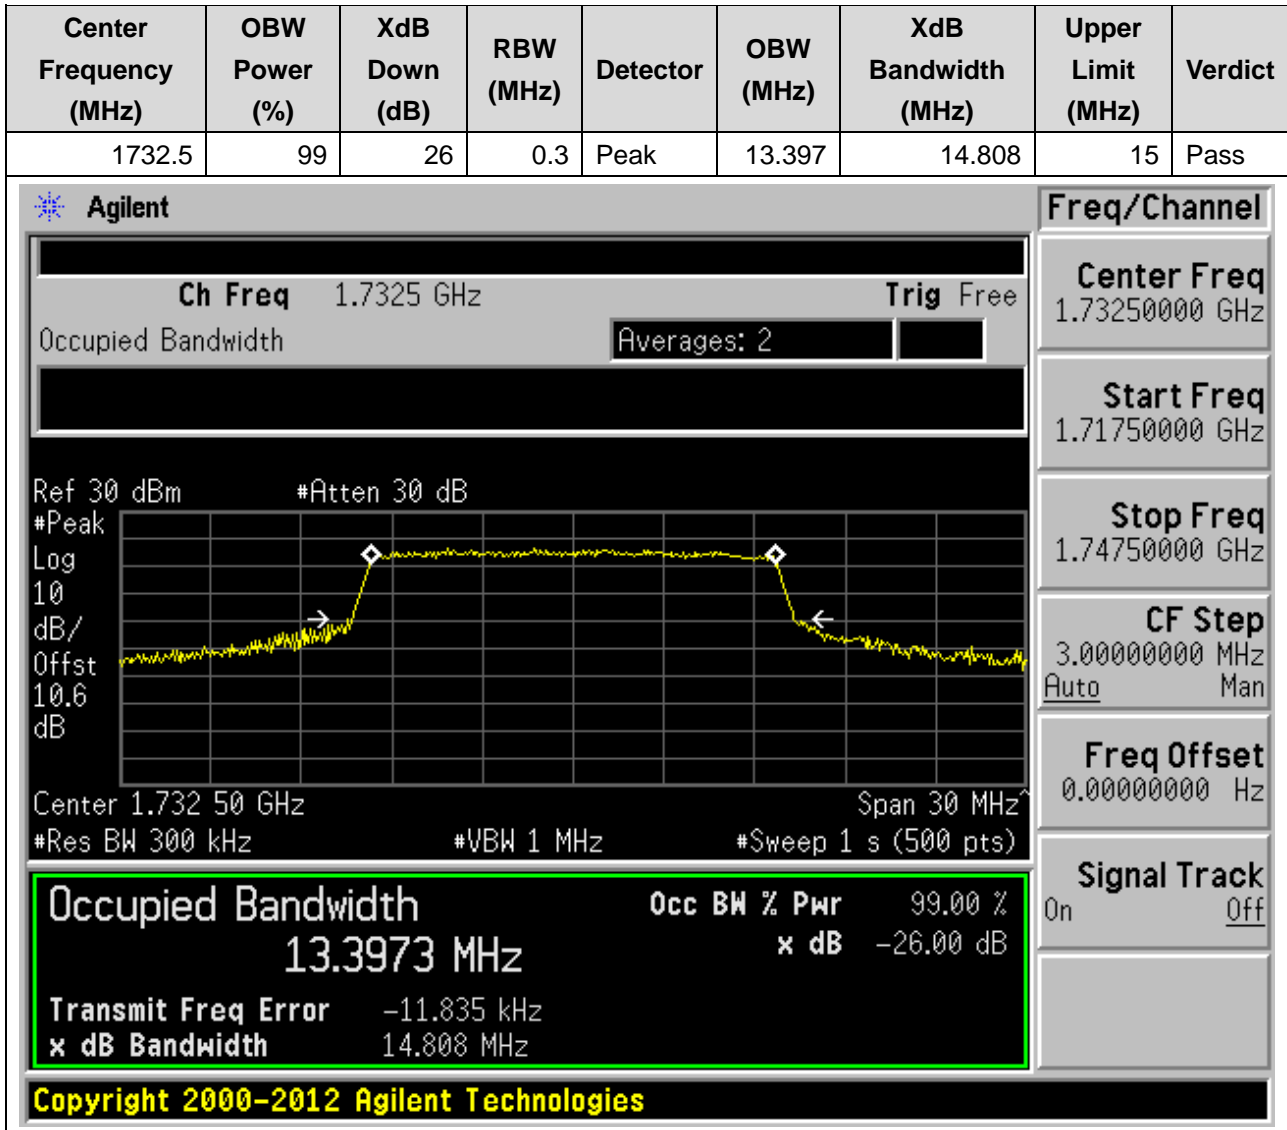 Center Frequency (MHz) OBW Power (%) XdB Down (dB) RBW (MHz) Detector OBW (MHz) XdB Bandwidth (MHz) Upper Limit (MHz) Verdict
1732.5 99 26 0.3 Peak 13.397 14.808 15 Pass
Agilent
Freq/Channel
Ch Freq 1.7325 GHz Trig Free
Occupied Bandwidth Averages: 2
Center Freq
1.73250000 GHz
Start Freq
1.71750000 GHz
Stop Freq
1.74750000 GHz
CF Step
3.00000000 MHz
Auto Man
Freq Offset
0.00000000 Hz
Signal Track
On Off
Ref 30 dBm #Atten 30 dB
#Peak
Log
10
dB/
Offst
10.6
dB
Center 1.732 50 GHz Span 30 MHz^
#Res BW 300 kHz #VBW 1 MHz #Sweep 1 s (500 pts)
Occupied Bandwidth Occ BW % Pwr 99.00 %
13.3973 MHz x dB -26.00 dB
Transmit Freq Error -11.835 kHz
x dB Bandwidth 14.808 MHz
Copyright 2000-2012 Agilent Technologies